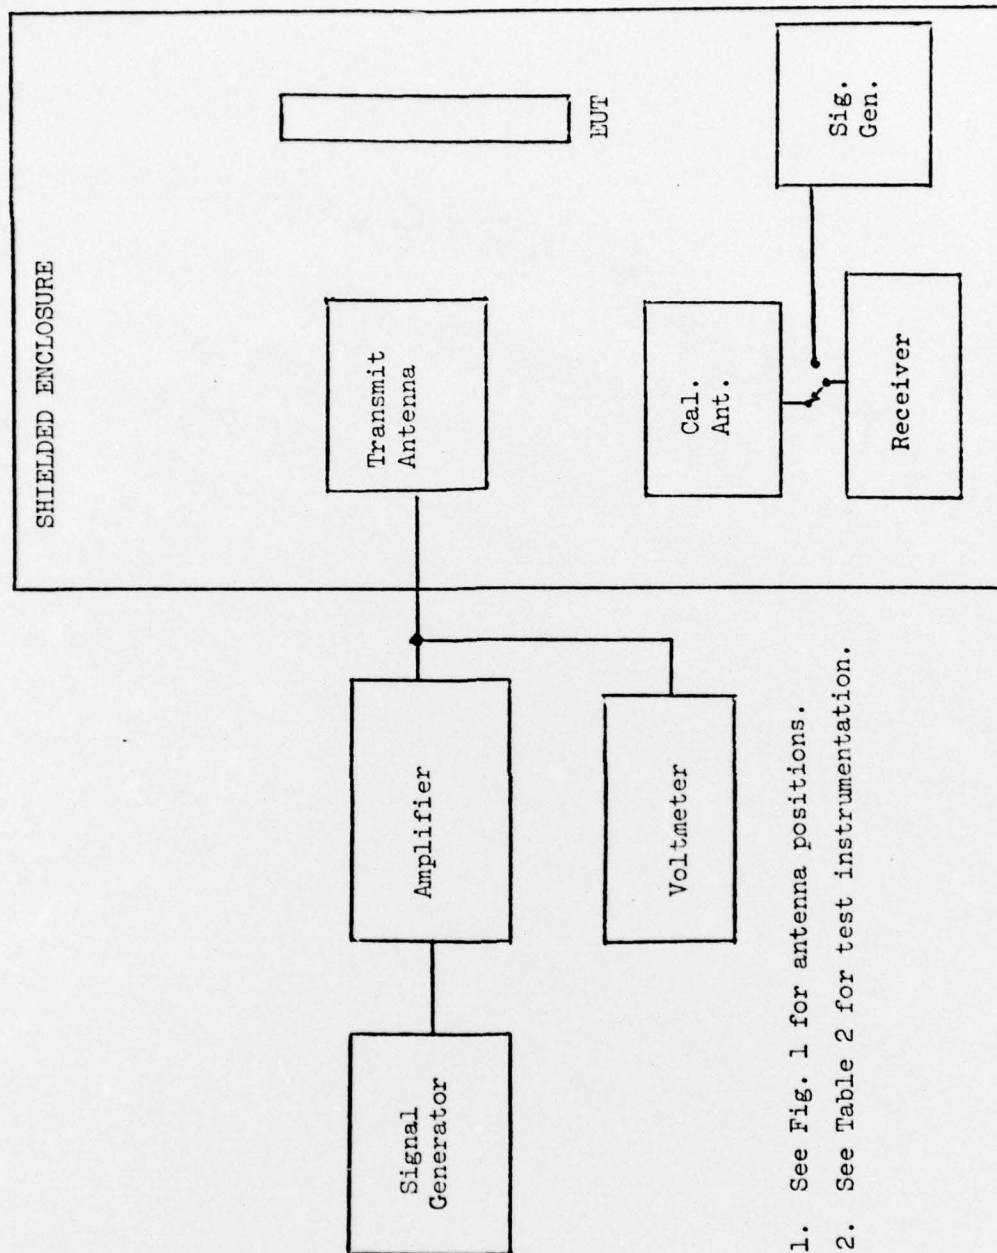 SHIELDED ENCLOSURE
Signal
Generator
Amplifier
Transmit
Antenna
EUT
Voltmeter
Cal.
Ant.
Receiver
Sig.
Gen.
1. See Fig. 1 for antenna positions.
2. See Table 2 for test instrumentation.